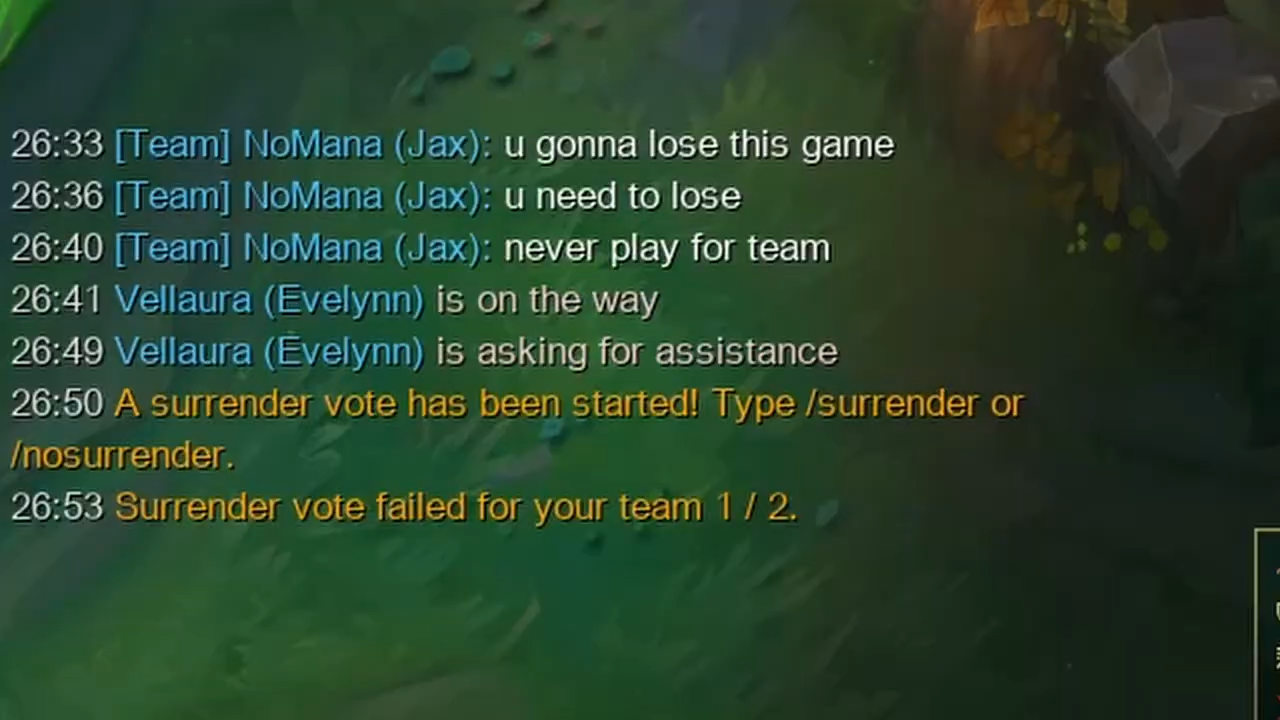 26:33 [Team] NoMana (Jax): u gonna lose this game
26:36 [Team] NoMana (Jax): u need to lose
26:40 [Team] NoMana (Jax): never play for team
26:41 Vellaura (Evelynn) is on the way
26:49 Vellaura (Evelynn) is asking for assistance
26:50 A surrender vote has been started! Type /surrender or
/nosurrender.
26:53 Surrender vote failed for your team 1 / 2.